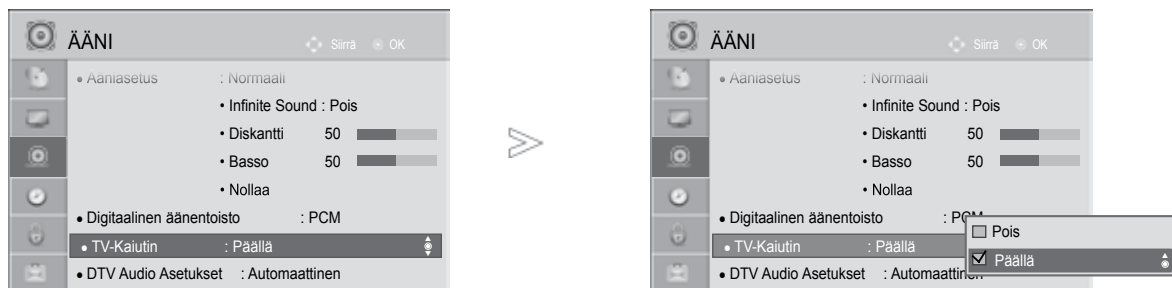 ÄÄNI Siirrä OK
• Ääniasetus : Normaali
• Infinite Sound : Pois
• Diskantti 50
• Basso 50
• Nollaa
• Digitaalinen äänentoisto : PCM
• TV-Kaiutin : Päällä
• DTV Audio Asetukset : Automaattinen
ÄÄNI Siirrä OK
• Ääniasetus : Normaali
• Infinite Sound : Pois
• Diskantti 50
• Basso 50
• Nollaa
• Digitaalinen äänentoisto : PCM
• TV-Kaiutin : Päällä
• DTV Audio Asetukset : Automaattinen
Pois
Päällä